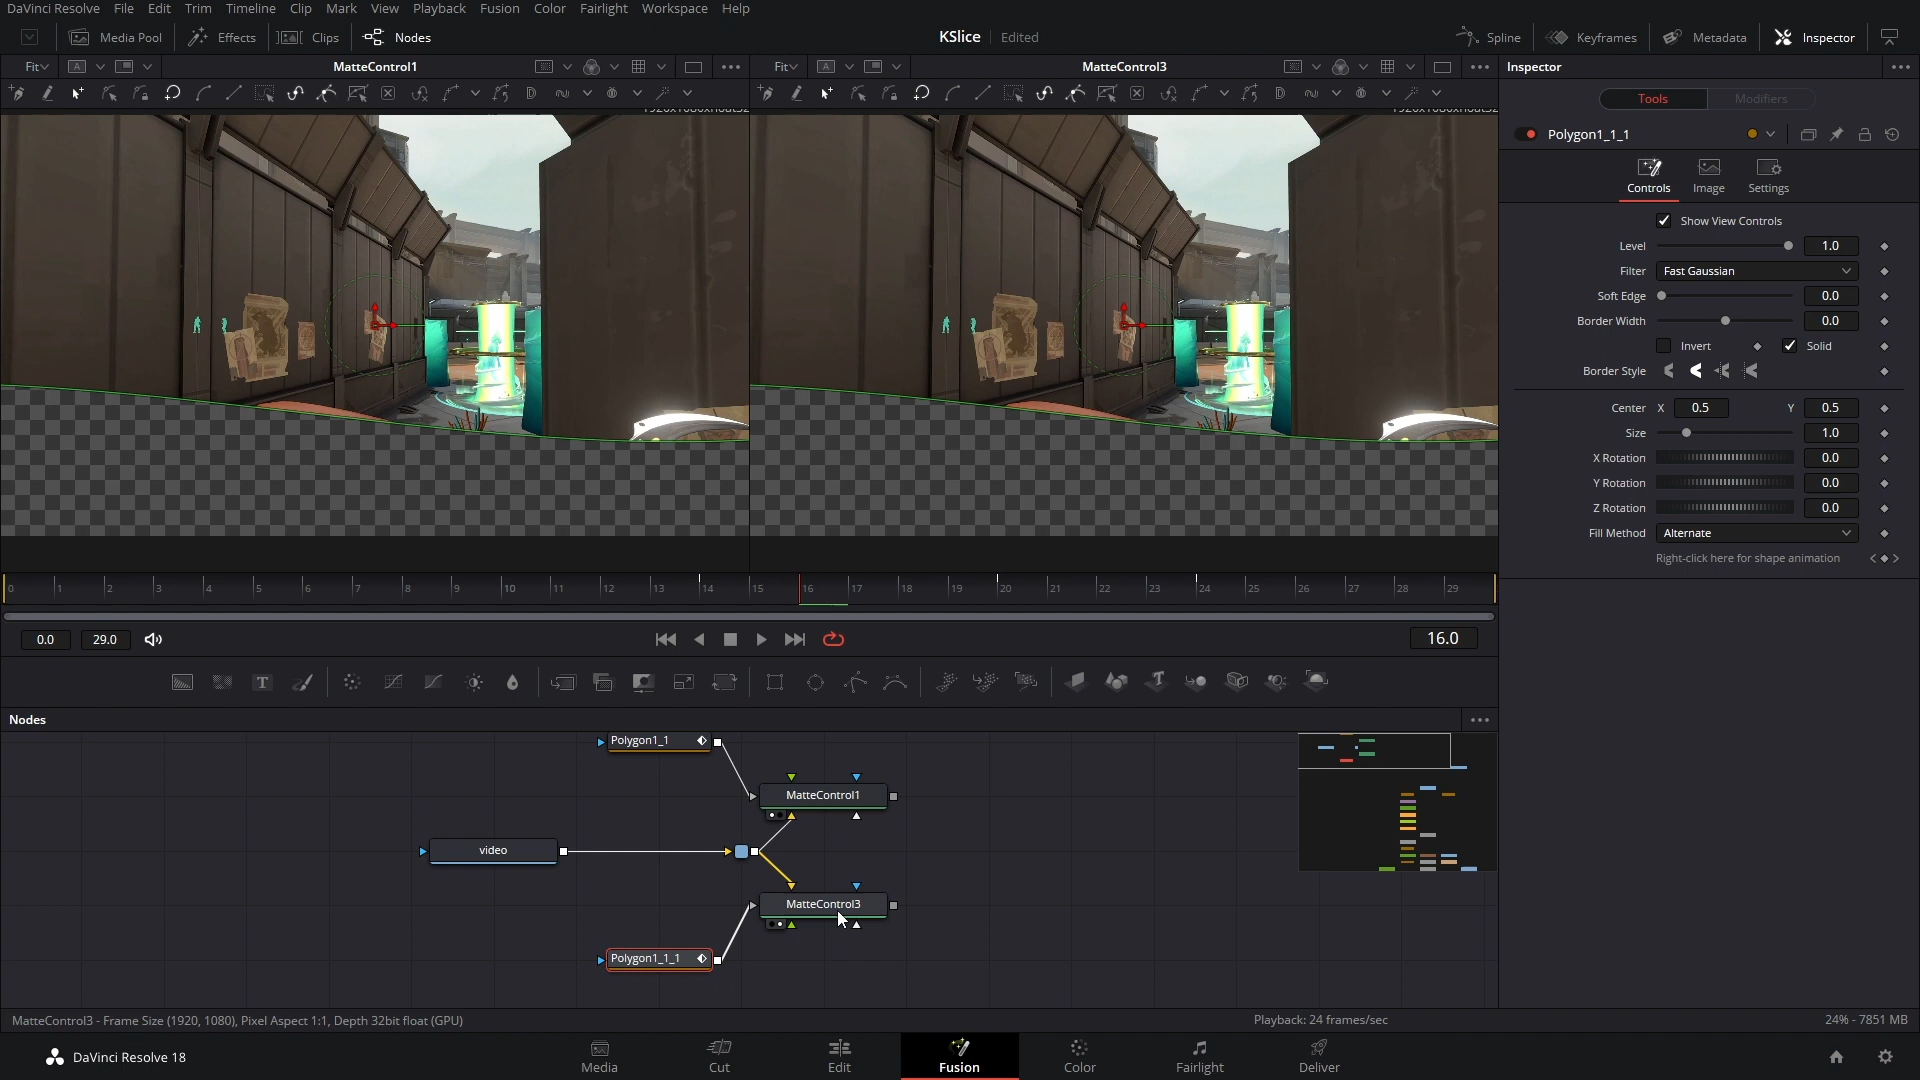 DaVinci Resolve File Edit Trim Timeline Clip Mark View Playback Fusion Color Fairlight Workspace Help
Media Pool Effects Clips Nodes KSlice Edited Spline Keyframes Metadata Inspector
Fit A MatteControl1 Fit A MatteControl3 Inspector
Tools Modifiers
Polygon1_1_1
Controls Image Settings
Show View Controls
Level 1.0
Filter Fast Gaussian
Soft Edge 0.0
Border Width 0.0
Invert Solid
Border Style
Center X 0.5 Y 0.5
Size 1.0
X Rotation 0.0
Y Rotation 0.0
Z Rotation 0.0
Fill Method Alternate
Right-click here for shape animation
0 1 2 3 4 5 6 7 8 9 10 11 12 13 14 15 16 17 18 19 20 21 22 23 24 25 26 27 28 29
0.0 29.0 16.0
T T
Nodes
Polygon1_1
MatteControl1
video
MatteControl3
Polygon1_1_1
MatteControl3 - Frame Size (1920, 1080), Pixel Aspect 1:1, Depth 32bit float (GPU) Playback: 24 frames/sec 24% - 7851 MB
DaVinci Resolve 18 Media Cut Edit Fusion Color Fairlight Deliver